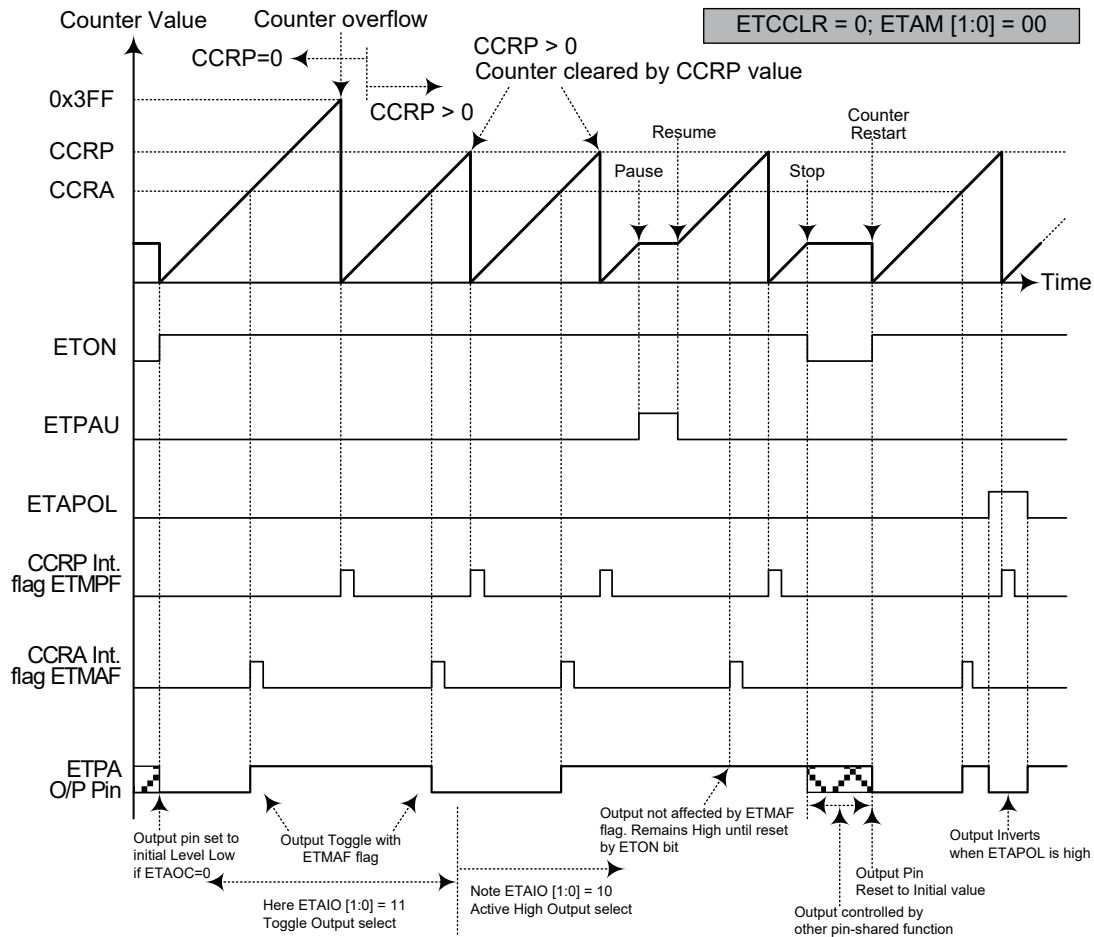 Counter Value
Counter overflow
ETCCLR = 0; ETAM [1:0] = 00
CCRP=0
CCRP > 0
CCRP > 0
Counter cleared by CCRP value
0x3FF
CCRP
CCRA
Pause
Resume
Stop
Counter
Restart
Time
ETON
ETPAU
ETAPOL
CCRP Int.
flag ETMPF
CCRA Int.
flag ETMAF
ETPA
O/P Pin
Output pin set to
initial Level Low
if ETAOC=0
Output Toggle with
ETMAF flag
Here ETAIO [1:0] = 11
Toggle Output select
Note ETAIO [1:0] = 10
Active High Output select
Output not affected by ETMAF
flag. Remains High until reset
by ETON bit
Output controlled by
other pin-shared function
Output Pin
Reset to Initial value
Output Inverts
when ETAPOL is high